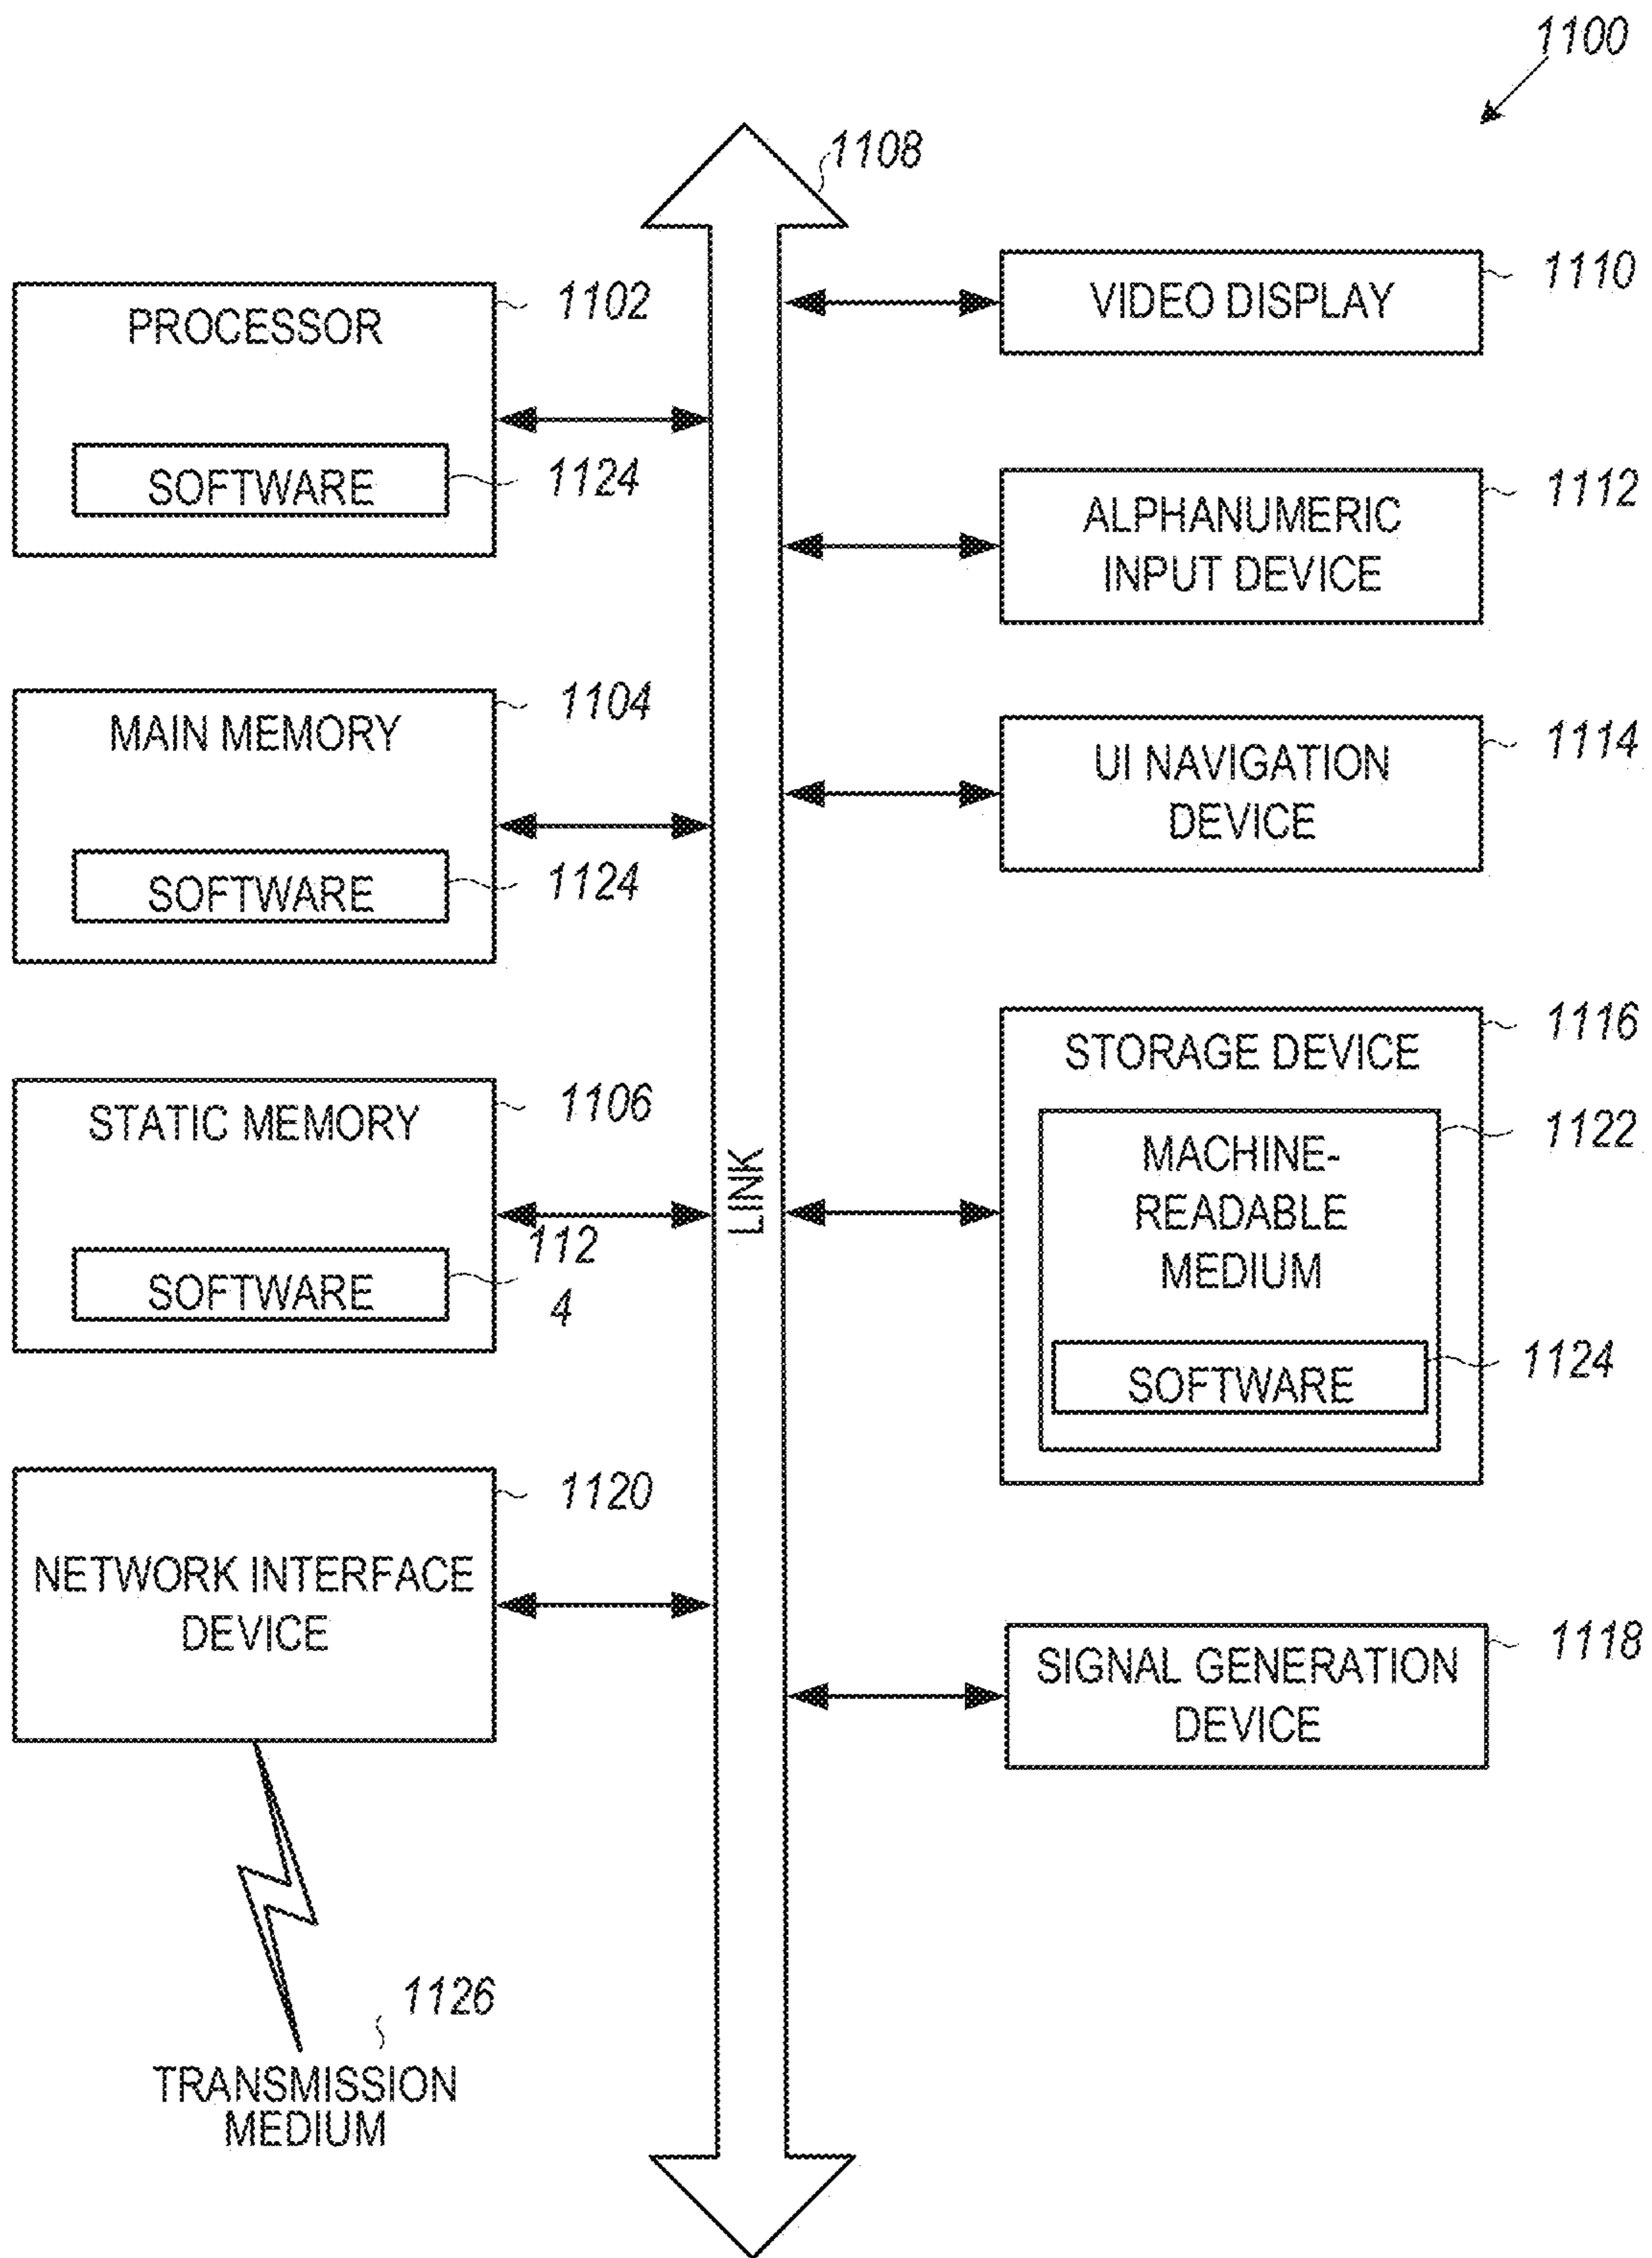 1100
1108
PROCESSOR
1102
SOFTWARE
1124
MAIN MEMORY
1104
SOFTWARE
1124
STATIC MEMORY
1106
SOFTWARE
112
4
NETWORK INTERFACE
DEVICE
1120
1126
TRANSMISSION
MEDIUM
LINK
VIDEO DISPLAY
1110
ALPHANUMERIC
INPUT DEVICE
1112
UI NAVIGATION
DEVICE
1114
STORAGE DEVICE
1116
MACHINE-
READABLE
MEDIUM
1122
SOFTWARE
1124
SIGNAL GENERATION
DEVICE
1118